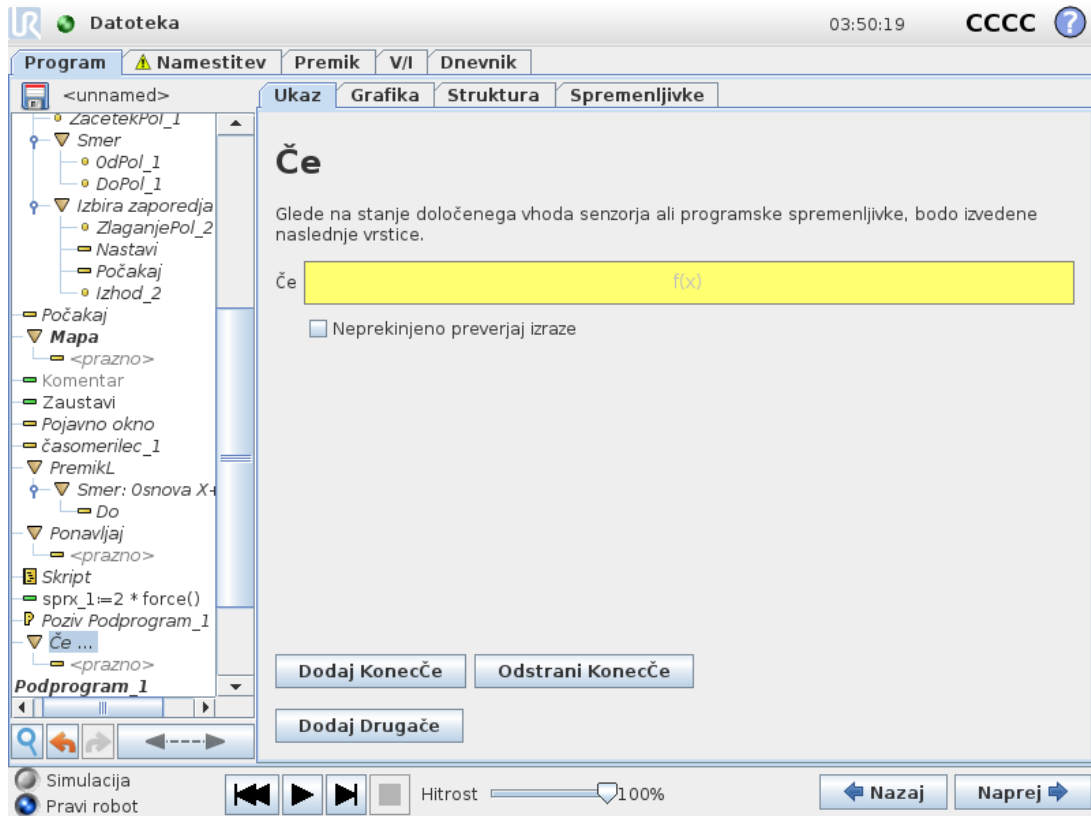 Datoteka
03:50:19
CCCC
?
Program
Namestitev
Premik
V/I
Dnevnik
<unnamed>
Ukaz
Grafika
Struktura
Spremenljivke
ZacetekPol_1
Smer
OdPol_1
DoPol_1
Izbira zaporedja
ZlaganjePol_2
Nastavi
Počakaj
Izhod_2
Počakaj
Mapa
<prazno>
Komentar
Zaustavi
Pojavno okno
časomerilec_1
PremikL
Smer: Osnova X+
Do
Ponavljaj
<prazno>
Skript
sprx_1:=2 * force()
Poziv Podprogram_1
Če ...
<prazno>
Podprogram_1
Če
Glede na stanje določenega vhoda senzorja ali programske spremenljivke, bodo izvedene
naslednje vrstice.
Če
f(x)
Neprekinjeno preverjaj izraze
Dodaj KonecČe
Odstrani KonecČe
Dodaj Drugače
Simulacija
Pravi robot
Hitrost
100%
Nazaj
Naprej